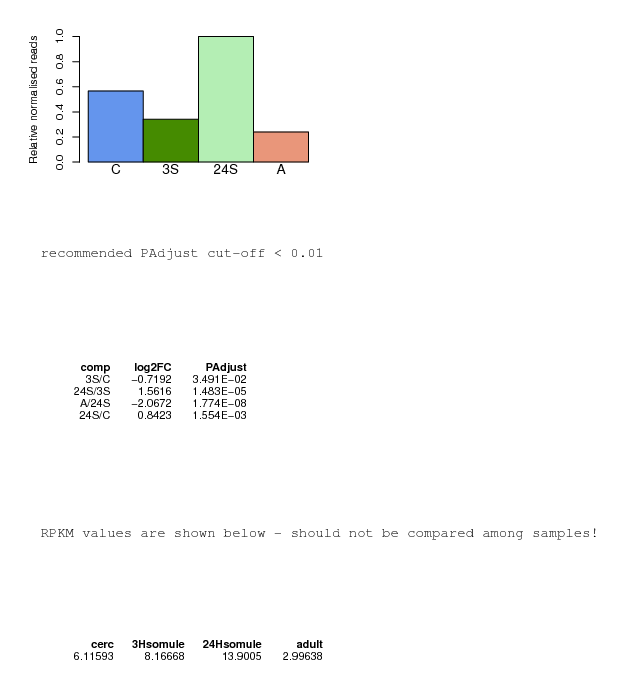 Relative normalised reads
1.0
0.8
0.6
0.4
0.2
0.0
C 3S 24S A
recommended PAdjust cut-off < 0.01
comp log2FC PAdjust
3S/C −0.7192 3.491E−02
24S/3S 1.5616 1.483E−05
A/24S −2.0672 1.774E−08
24S/C 0.8423 1.554E−03
RPKM values are shown below - should not be compared among samples!
cerc 3Hsomule 24Hsomule adult
6.11593 8.16668 13.9005 2.99638